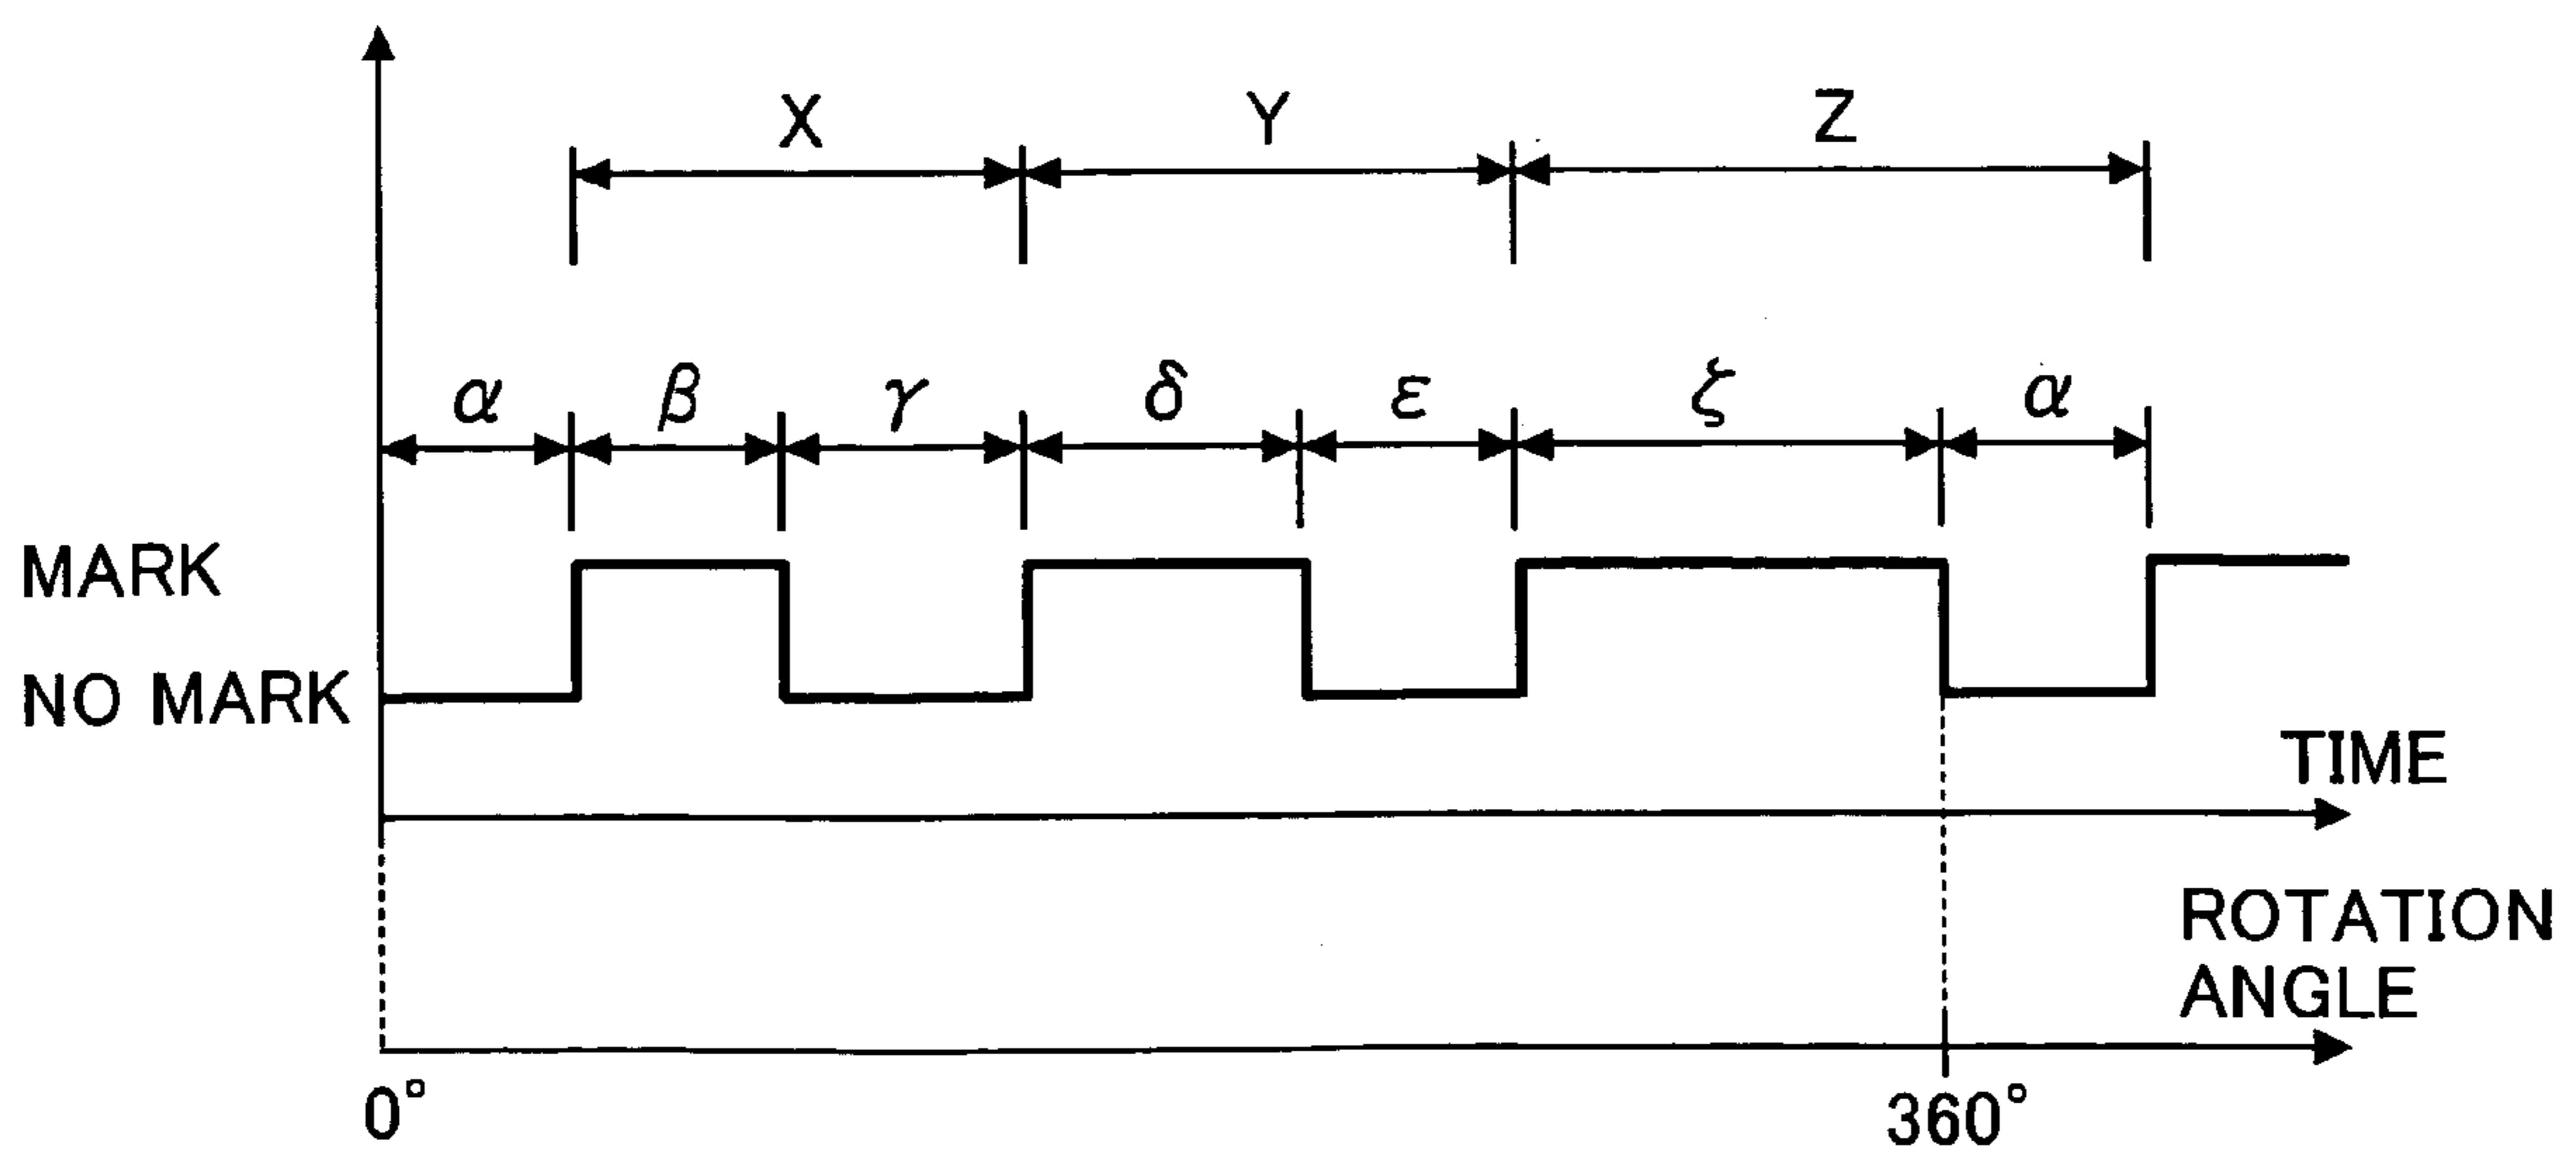 X Y Z
α β γ δ ε ζ α
MARK
NO MARK
TIME
ROTATION
ANGLE
0° 360°